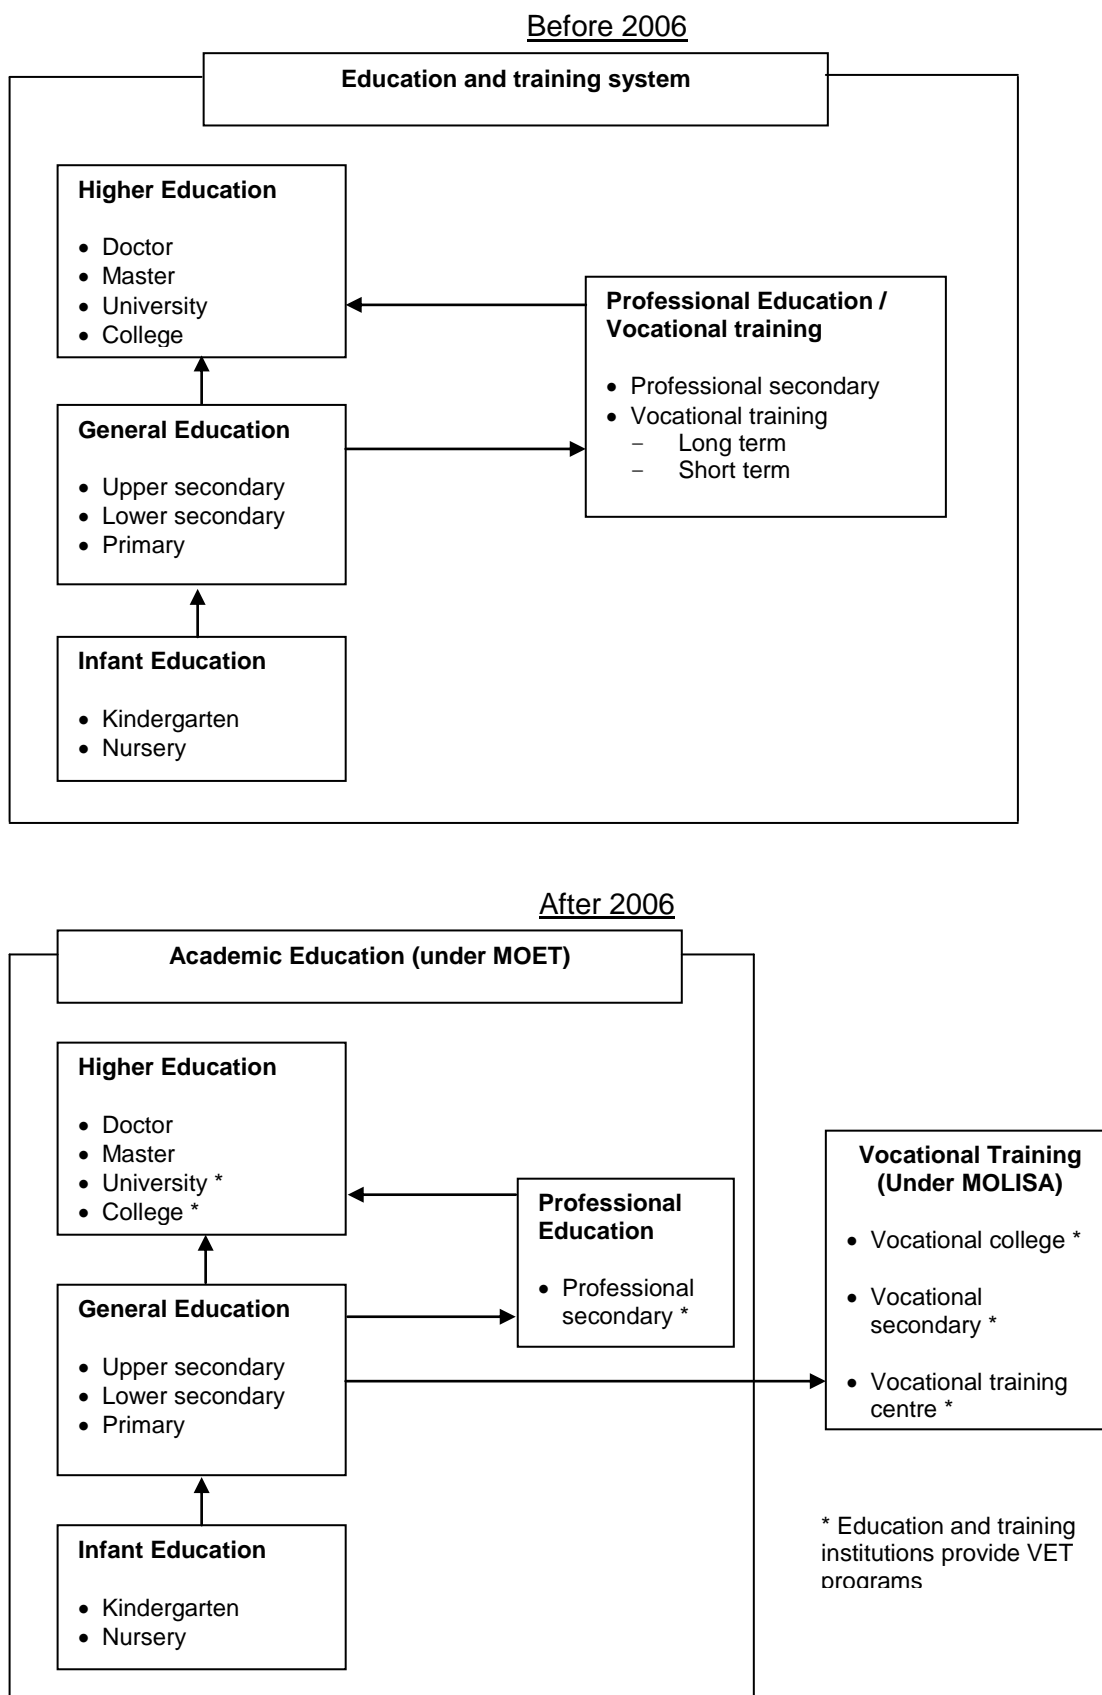 Before 2006
Education and training system
Higher Education
• Doctor
• Master
• University
• College
Professional Education /
Vocational training
• Professional secondary
• Vocational training
− Long term
− Short term
General Education
• Upper secondary
• Lower secondary
• Primary
Infant Education
• Kindergarten
• Nursery
After 2006
Academic Education (under MOET)
Higher Education
• Doctor
• Master
• University *
• College *
Professional
Education
• Professional
secondary *
Vocational Training
(Under MOLISA)
• Vocational college *
• Vocational
secondary *
• Vocational training
centre *
General Education
• Upper secondary
• Lower secondary
• Primary
Infant Education
• Kindergarten
• Nursery
* Education and training
institutions provide VET
programs